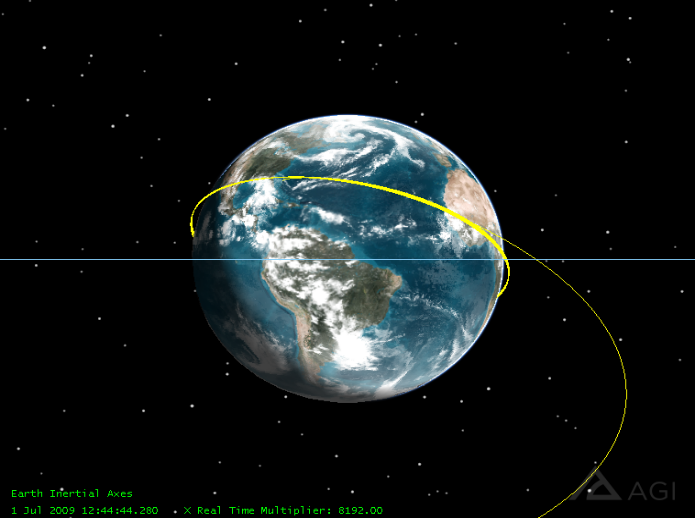 Earth Inertial Axes
1 Jul 2009 12:44:44.280 X Real Time Multiplier: 8192.00
AGI